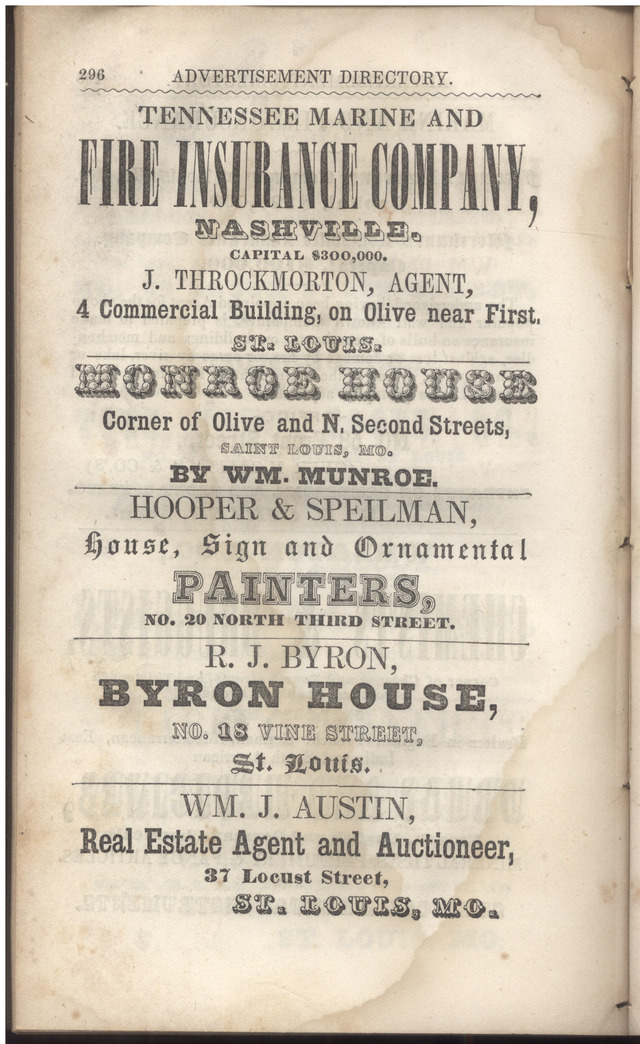 296 ADVERTISEMENT DIRECTORY.
TENNESSEE MARINE AND
FIRE INSURANCE COMPANY,
NASHVILLE.
CAPITAL $300,000.
J. THROCKMORTON, AGENT,
4 Commercial Building, on Olive near First,
ST. LOUIS.
MONROE HOUSE
Corner of Olive and N. Second Streets,
SAINT LOUIS, MO.
BY WM. MUNROE.
HOOPER & SPEILMAN,
House, Sign and Ornamental
PAINTERS,
NO. 20 NORTH THIRD STREET.
R. J. BYRON,
BYRON HOUSE,
NO. 18 VINE STREET,
St. Louis.
WM. J. AUSTIN,
Real Estate Agent and Auctioneer,
37 Locust Street,
ST. LOUIS, MO.